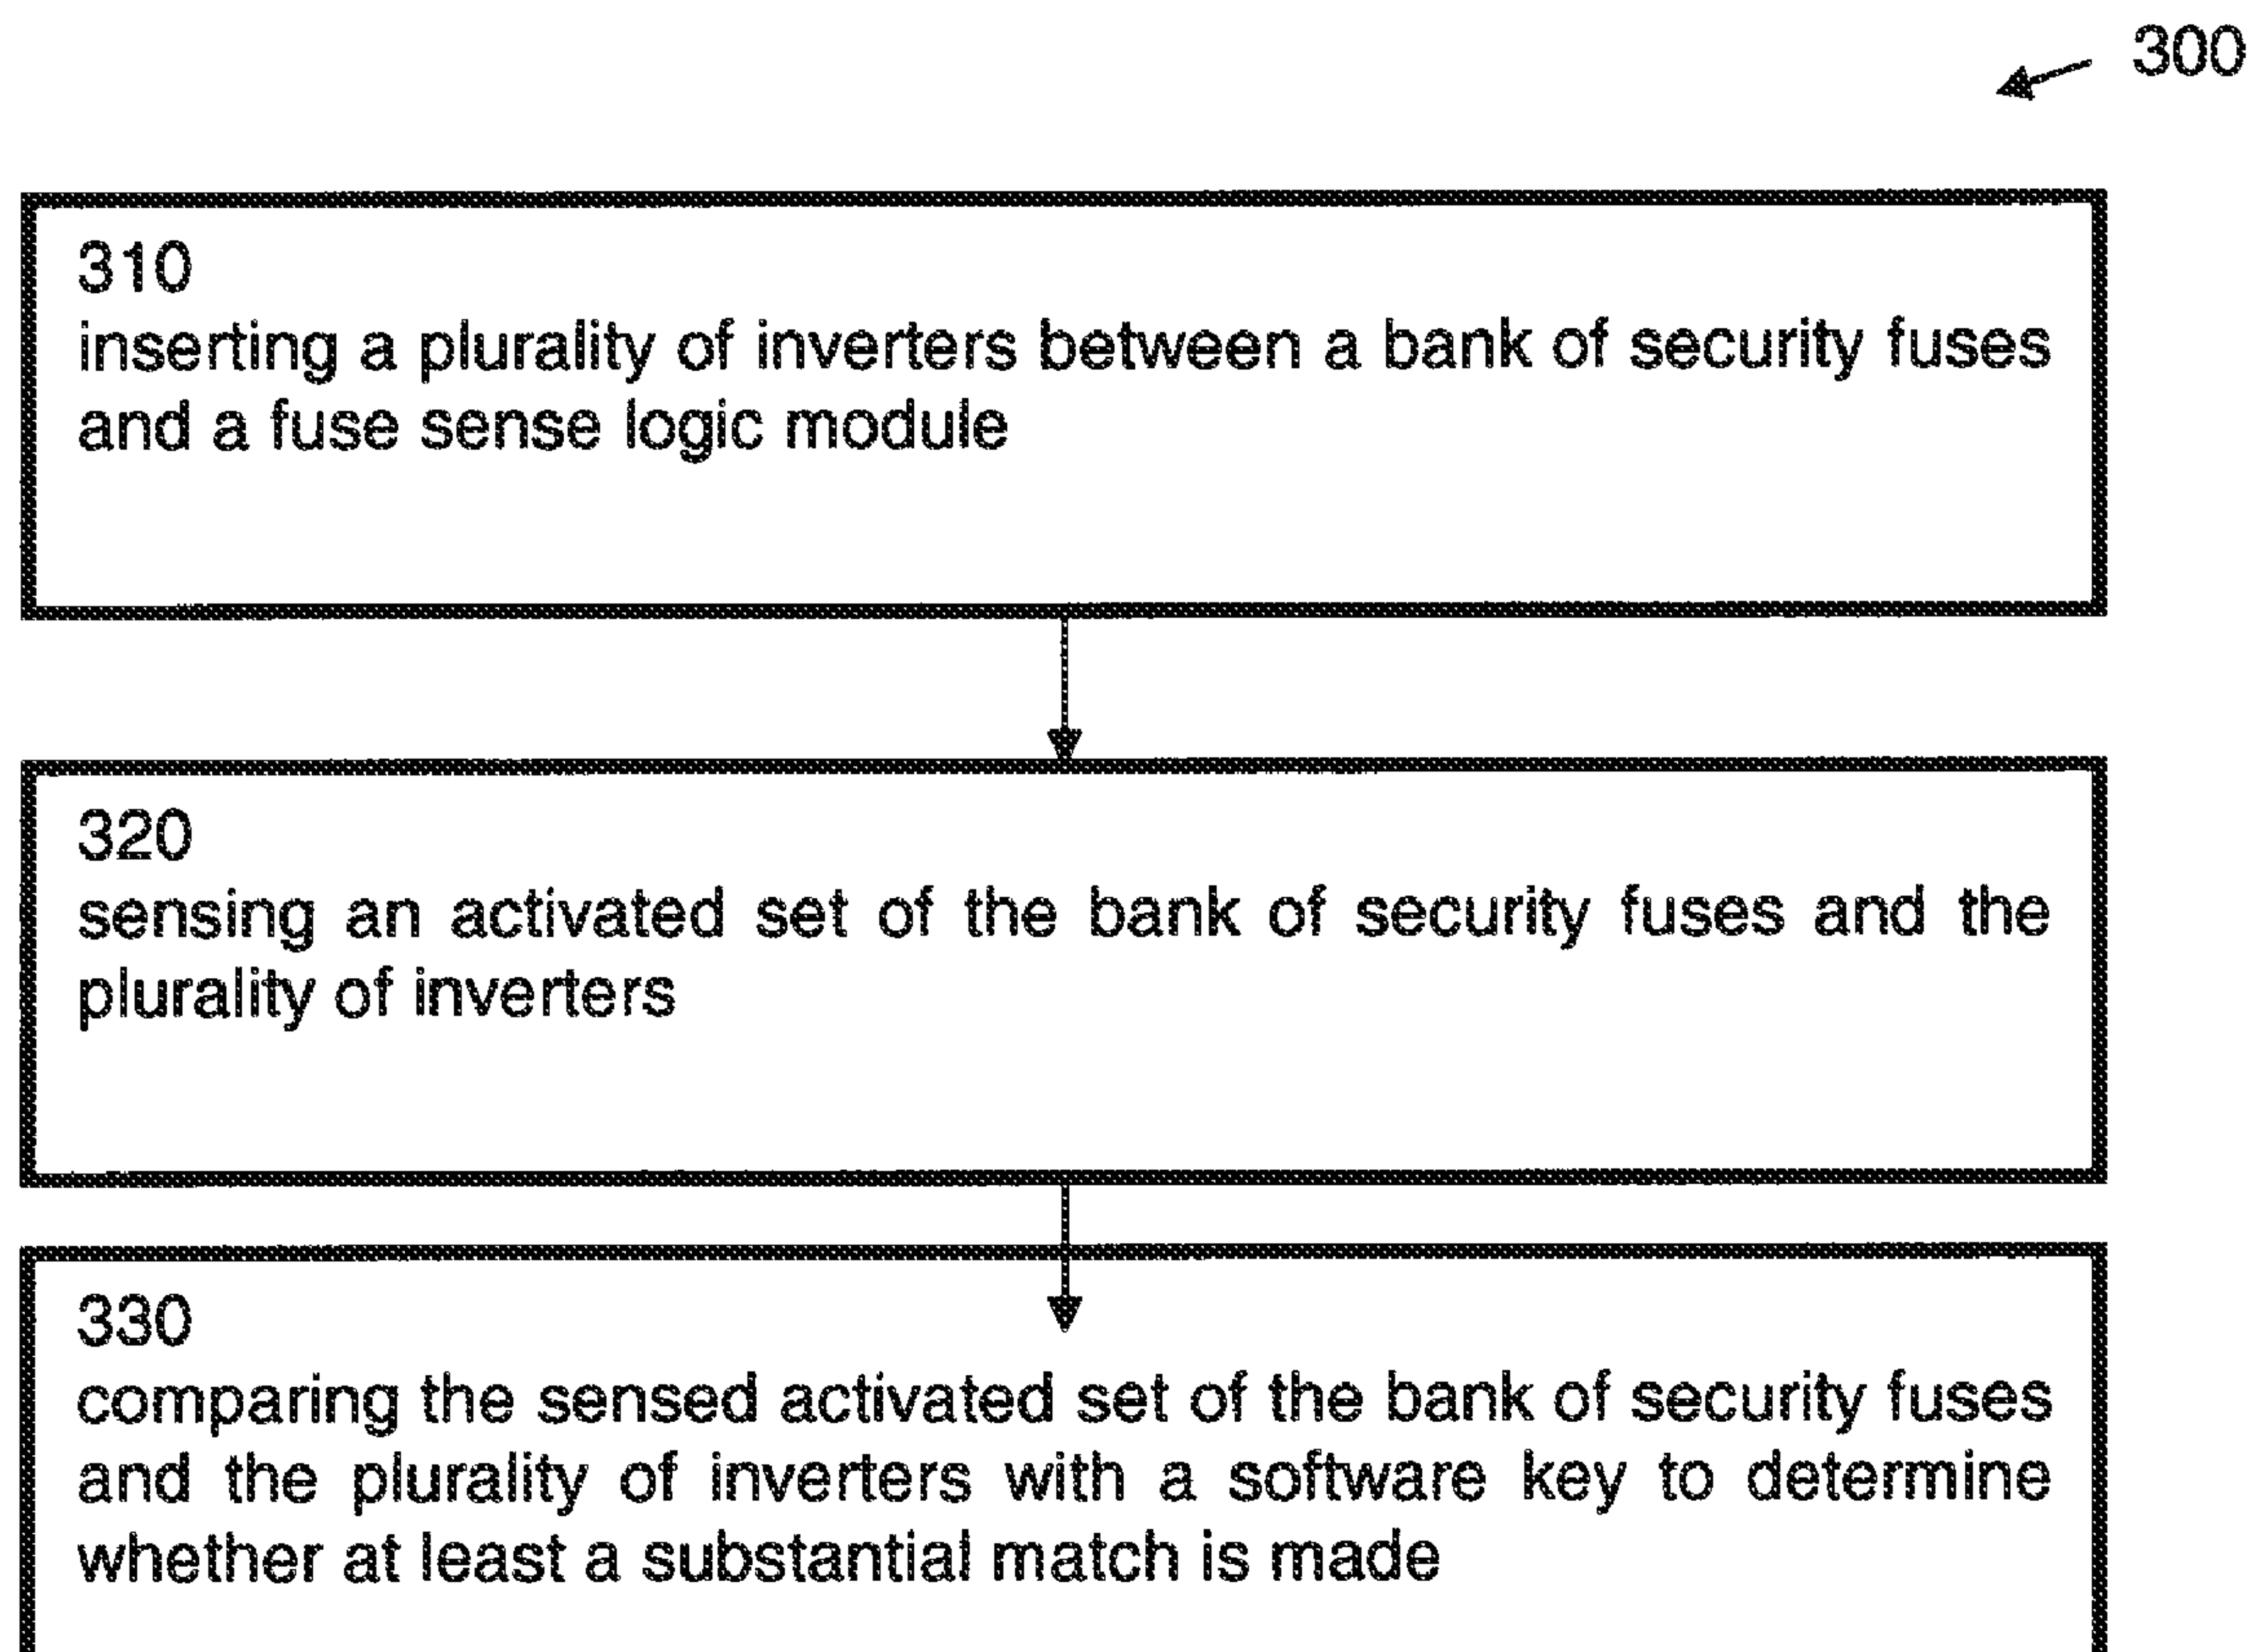 300
310
inserting a plurality of inverters between a bank of security fuses
and a fuse sense logic module
320
sensing an activated set of the bank of security fuses and the
plurality of inverters
330
comparing the sensed activated set of the bank of security fuses
and the plurality of inverters with a software key to determine
whether at least a substantial match is made